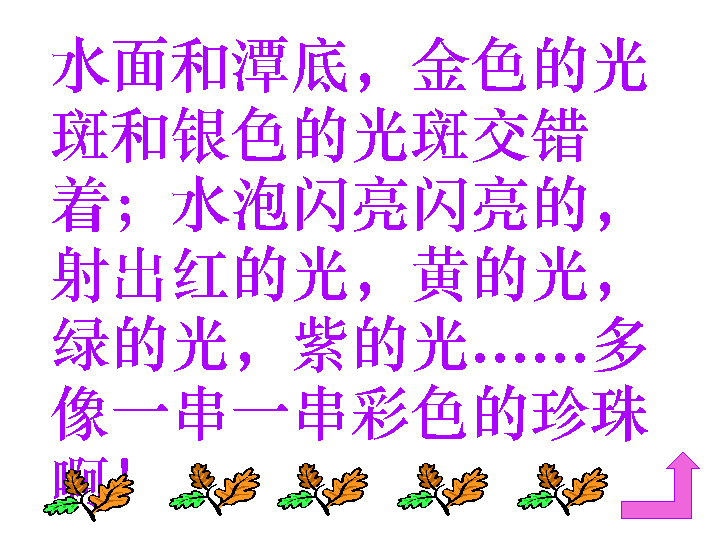 水面和潭底，金色的光
斑和银色的光斑交错
着；水泡闪亮闪亮的，
射出红的光，黄的光，
绿的光，紫的光……多
像一串一串彩色的珍珠
啊！